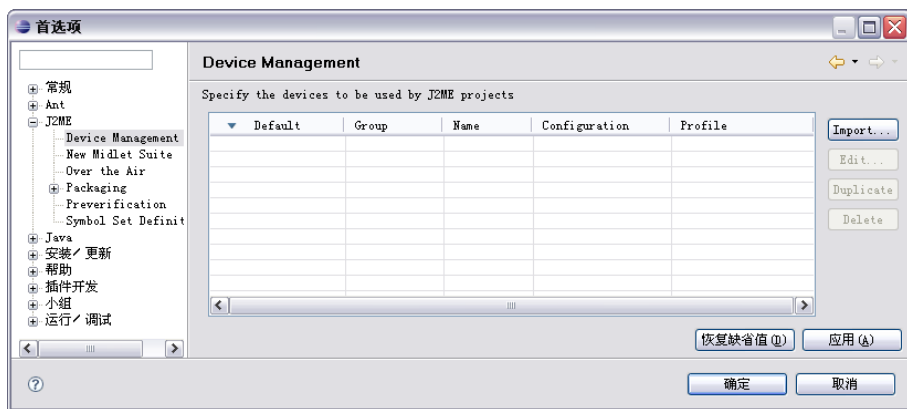 首选项
Device Management
Specify the devices to be used by J2ME projects
常规
Ant
J2ME
Device Management
New Midlet Suite
Over the Air
Packaging
Preverification
Symbol Set Definit
Java
安装/更新
帮助
插件开发
小组
运行/调试
Default Group Name Configuration Profile
Import...
Edit...
Duplicate
Delete
恢复缺省值(D) 应用(A)
? 确定 取消